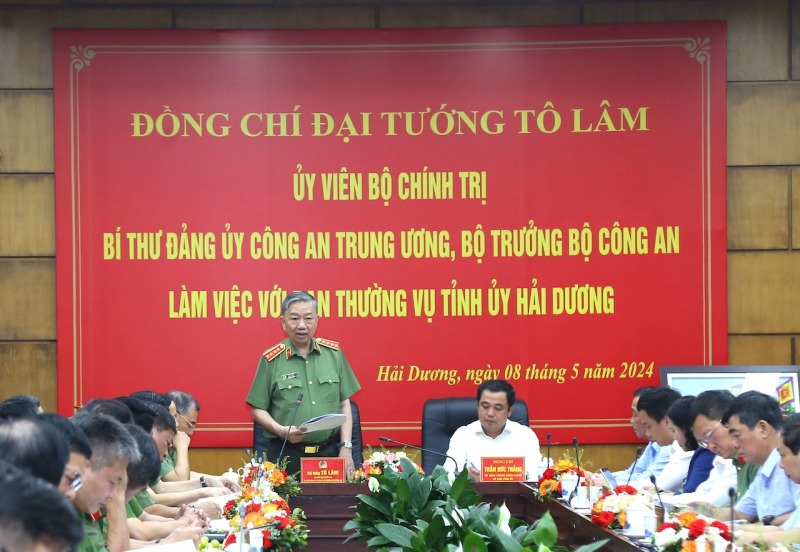 ĐỒNG CHÍ ĐẠI TƯỚNG TÔ LÂM
ỦY VIÊN BỘ CHÍNH TRỊ
BÍ THƯ ĐẢNG ỦY CÔNG AN TRUNG ƯƠNG, BỘ TRƯỞNG BỘ CÔNG AN
LÀM VIỆC VỚI BAN THƯỜNG VỤ TỈNH ỦY HẢI DƯƠNG
Hải Dương, ngày 08 tháng 5 năm 2024
TÔ LÂM
ĐỒNG CHÍ
TRẦN ĐỨC THẮNG